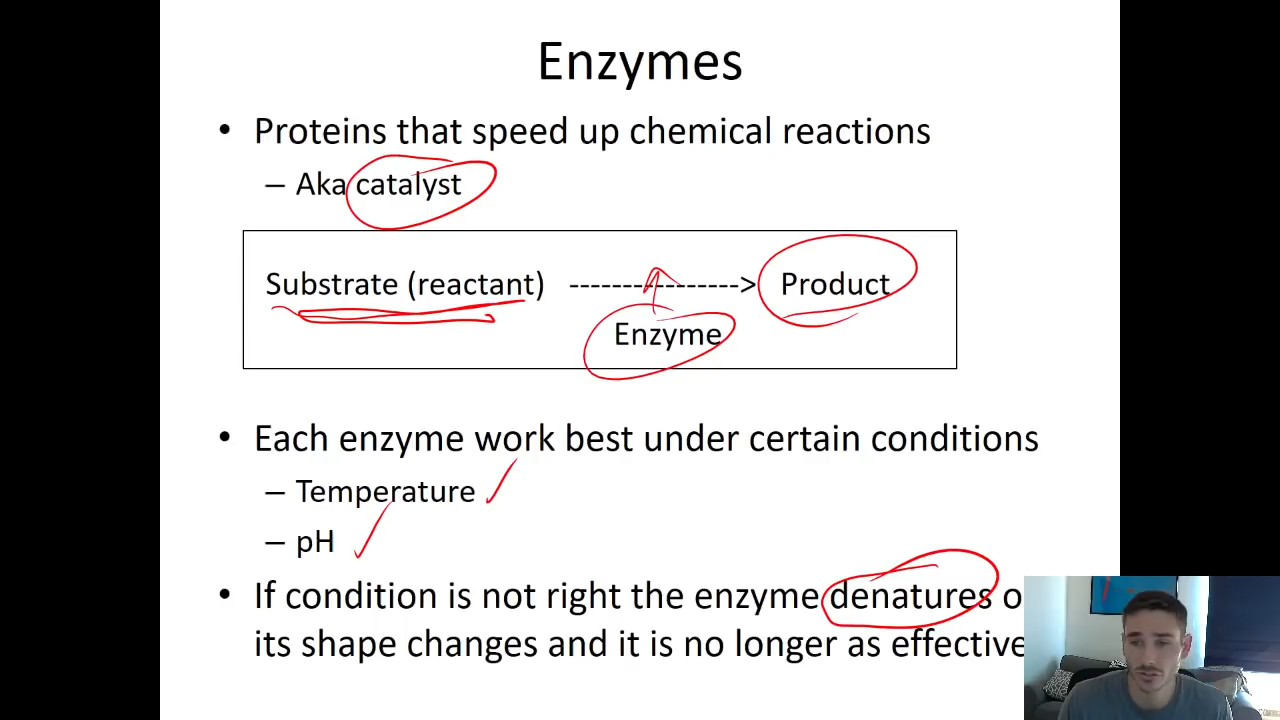 Enzymes
• Proteins that speed up chemical reactions
– Aka catalyst
Substrate (reactant) -----------------> Product
Enzyme
• Each enzyme work best under certain conditions
– Temperature
– pH
• If condition is not right the enzyme denatures
its shape changes and it is no longer as effective